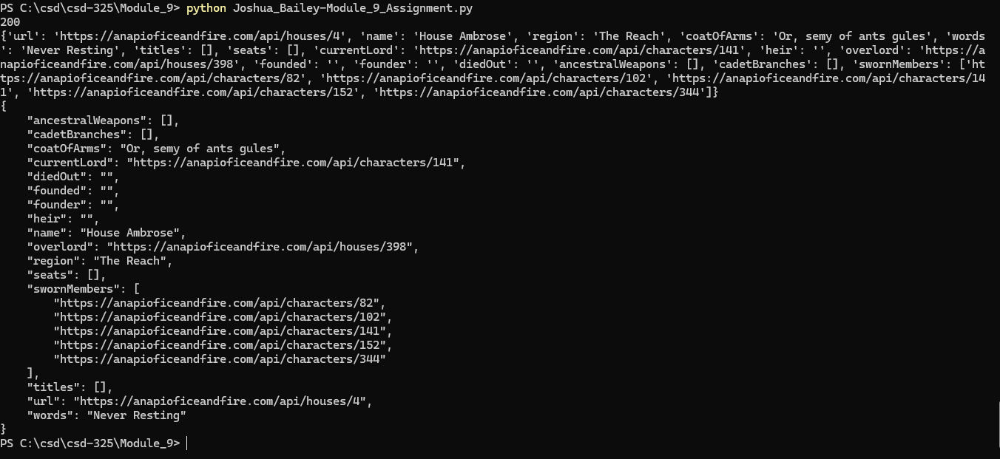 PS C:\csd\csd-325\Module_9> python Joshua_Bailey-Module_9_Assignment.py
200
{'url': 'https://anapioficeandfire.com/api/houses/4', 'name': 'House Ambrose', 'region': 'The Reach', 'coatOfArms': 'Or, semy of ants gules', 'words
': 'Never Resting', 'titles': [], 'seats': [], 'currentLord': 'https://anapioficeandfire.com/api/characters/141', 'heir': '', 'overlord': 'https://a
napioficeandfire.com/api/houses/398', 'founded': '', 'founder': '', 'diedOut': '', 'ancestralWeapons': [], 'cadetBranches': [], 'swornMembers': ['ht
tps://anapioficeandfire.com/api/characters/82', 'https://anapioficeandfire.com/api/characters/102', 'https://anapioficeandfire.com/api/characters/14
1', 'https://anapioficeandfire.com/api/characters/152', 'https://anapioficeandfire.com/api/characters/344']}
{
    "ancestralWeapons": [],
    "cadetBranches": [],
    "coatOfArms": "Or, semy of ants gules",
    "currentLord": "https://anapioficeandfire.com/api/characters/141",
    "diedOut": "",
    "founded": "",
    "founder": "",
    "heir": "",
    "name": "House Ambrose",
    "overlord": "https://anapioficeandfire.com/api/houses/398",
    "region": "The Reach",
    "seats": [],
    "swornMembers": [
        "https://anapioficeandfire.com/api/characters/82",
        "https://anapioficeandfire.com/api/characters/102",
        "https://anapioficeandfire.com/api/characters/141",
        "https://anapioficeandfire.com/api/characters/152",
        "https://anapioficeandfire.com/api/characters/344"
    ],
    "titles": [],
    "url": "https://anapioficeandfire.com/api/houses/4",
    "words": "Never Resting"
}
PS C:\csd\csd-325\Module_9>